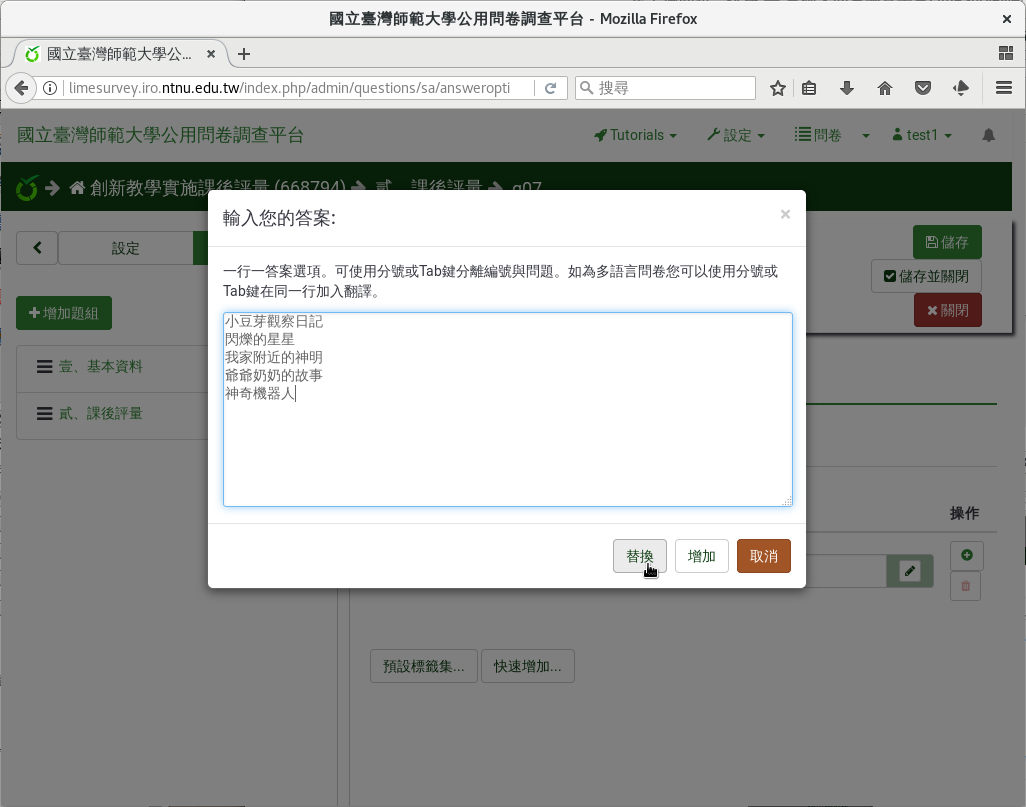 國立臺灣師範大學公用問卷調查平台 - Mozilla Firefox
國立臺灣師範大學公...
limesurvey.iro.ntnu.edu.tw/index.php/admin/questions/sa/answeropti
搜尋
國立臺灣師範大學公用問卷調查平台
Tutorials
設定
問卷
test1
創新教學實施課後評量 (668794)
貳、課後評量
q07
輸入您的答案:
×
設定
儲存
儲存並關閉
關閉
一行一答案選項。可使用分號或Tab鍵分離編號與問題。如為多語言問卷您可以使用分號或
Tab鍵在同一行加入翻譯。
增加題組
小豆芽觀察日記
閃爍的星星
我家附近的神明
爺爺奶奶的故事
神奇機器人
壹、基本資料
貳、課後評量
操作
替換
增加
取消
預設標籤集...
快速增加...